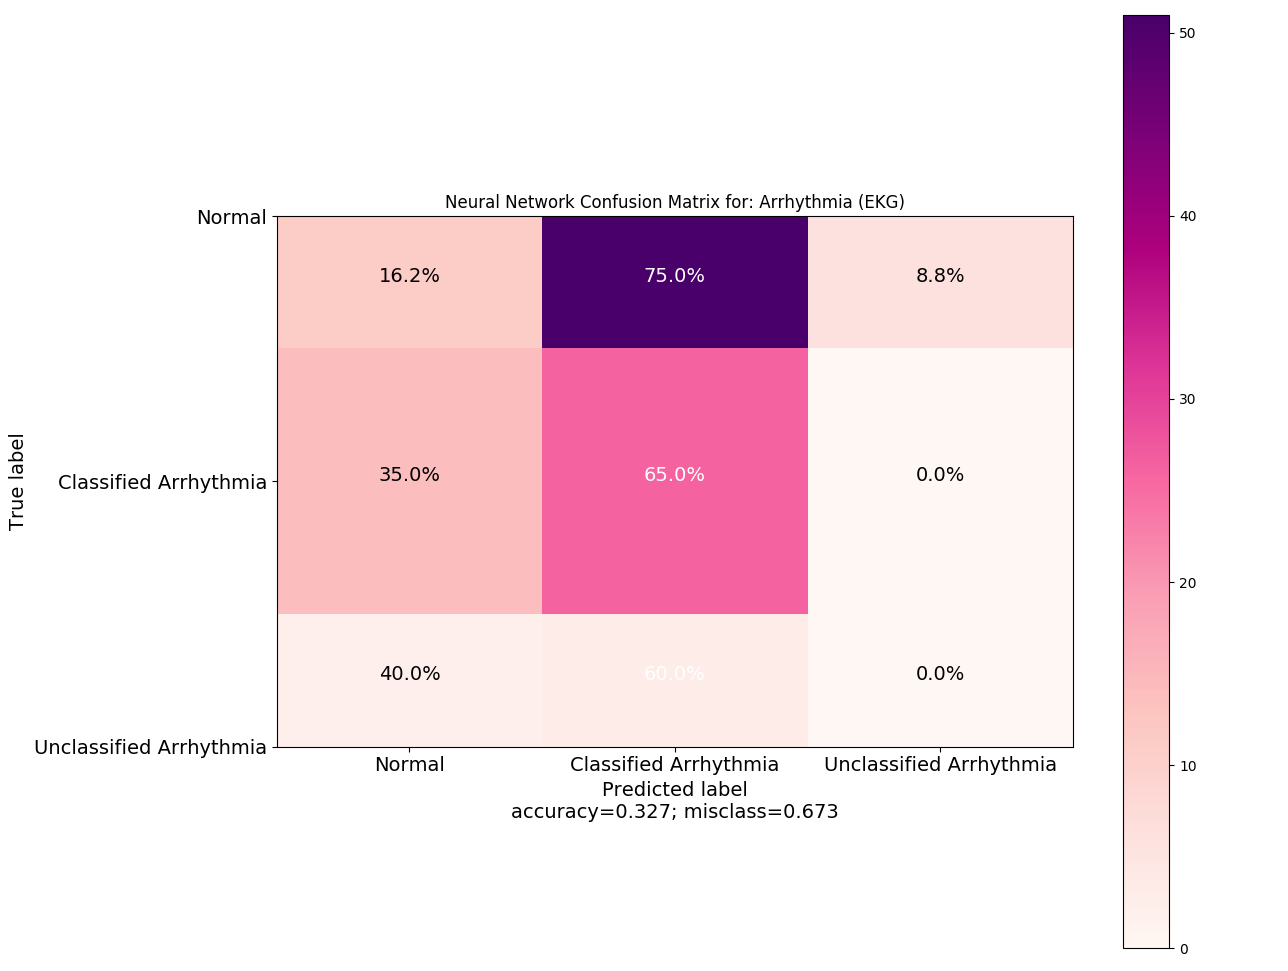 Neural Network Confusion Matrix for: Arrhythmia (EKG)
Normal
16.2%
75.0%
8.8%
Classified Arrhythmia
35.0%
65.0%
0.0%
Unclassified Arrhythmia
40.0%
60.0%
0.0%
True label
Normal
Classified Arrhythmia
Unclassified Arrhythmia
Predicted label
accuracy=0.327; misclass=0.673
50
40
30
20
10
0